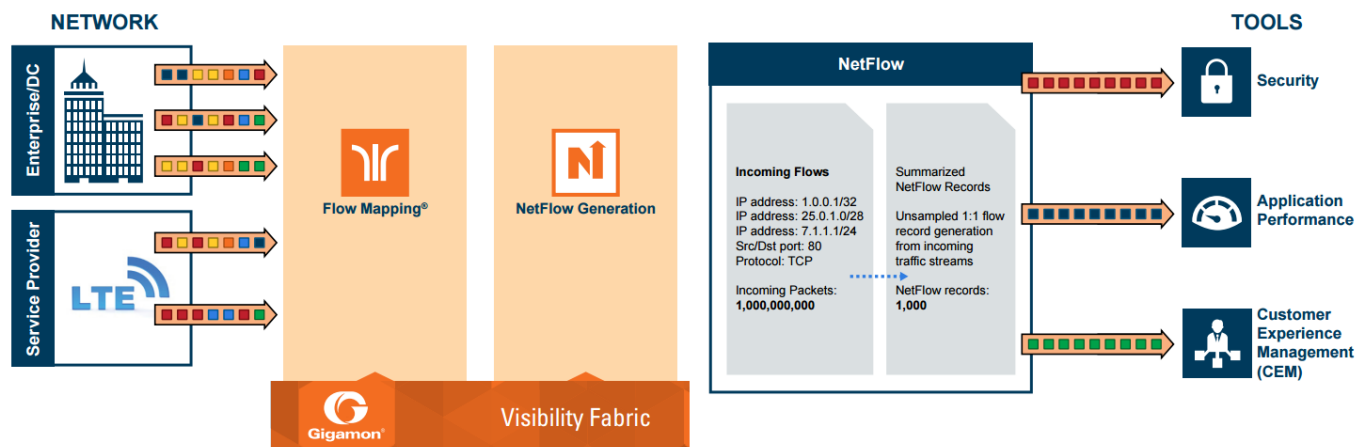 NETWORK
Enterprise/DC
Service Provider
LTE
Flow Mapping®
NetFlow Generation
Gigamon®
Visibility Fabric
NetFlow
Incoming Flows
IP address: 1.0.0.1/32
IP address: 25.0.1.0/28
IP address: 7.1.1.1/24
Src/Dst port: 80
Protocol: TCP
Incoming Packets:
1,000,000,000
Summarized
NetFlow Records
Unsampled 1:1 flow
record generation
from incoming
traffic streams
NetFlow records:
1,000
TOOLS
Security
Application
Performance
Customer
Experience
Management
(CEM)